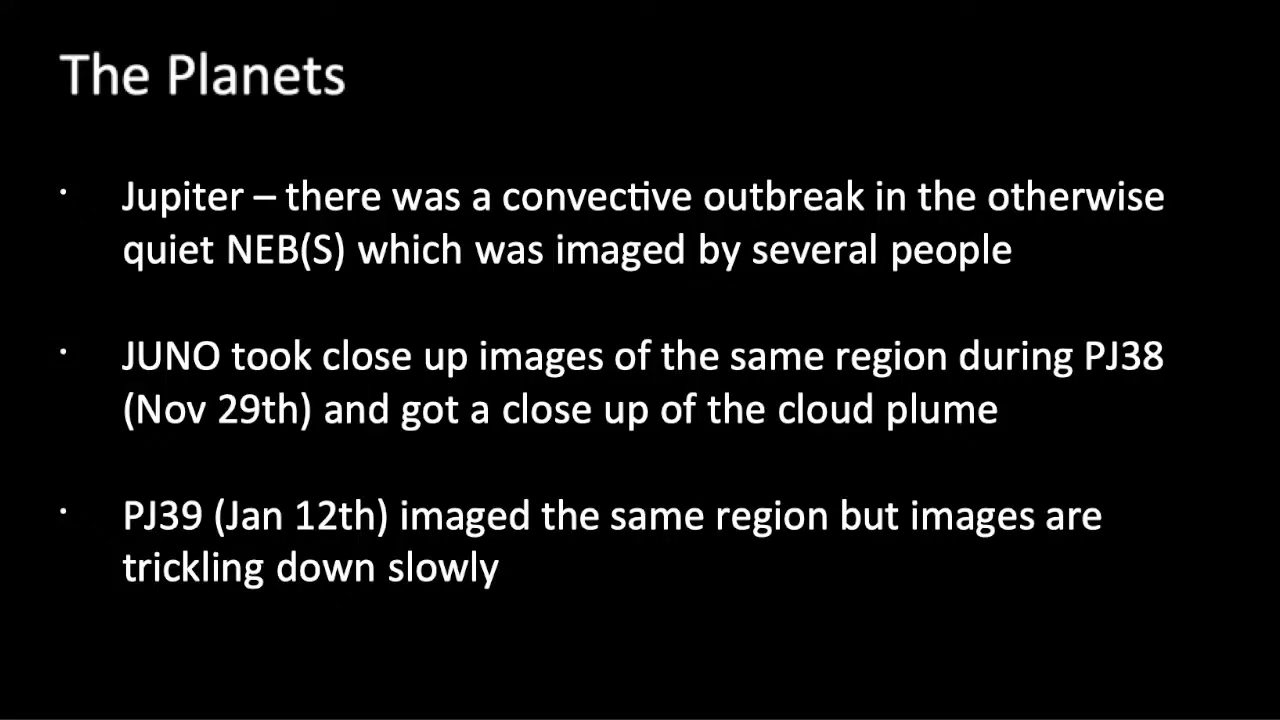 The Planets
· Jupiter – there was a convective outbreak in the otherwise
quiet NEB(S) which was imaged by several people
· JUNO took close up images of the same region during PJ38
(Nov 29th) and got a close up of the cloud plume
· PJ39 (Jan 12th) imaged the same region but images are
trickling down slowly